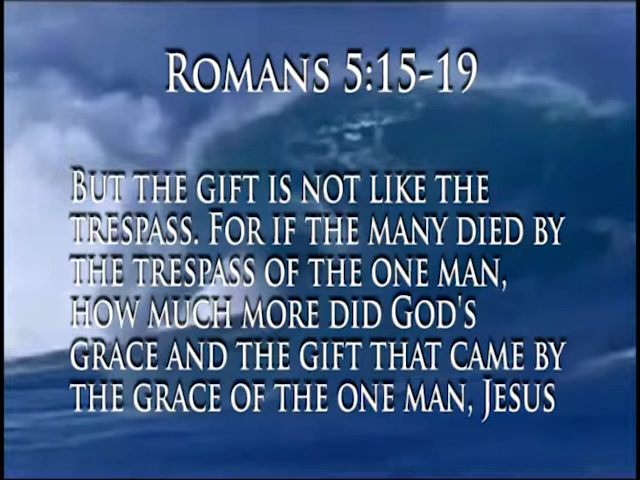 Romans 5:15-19
But the gift is not like the
trespass. For if the many died by
the trespass of the one man,
how much more did God's
grace and the gift that came by
the grace of the one man, Jesus